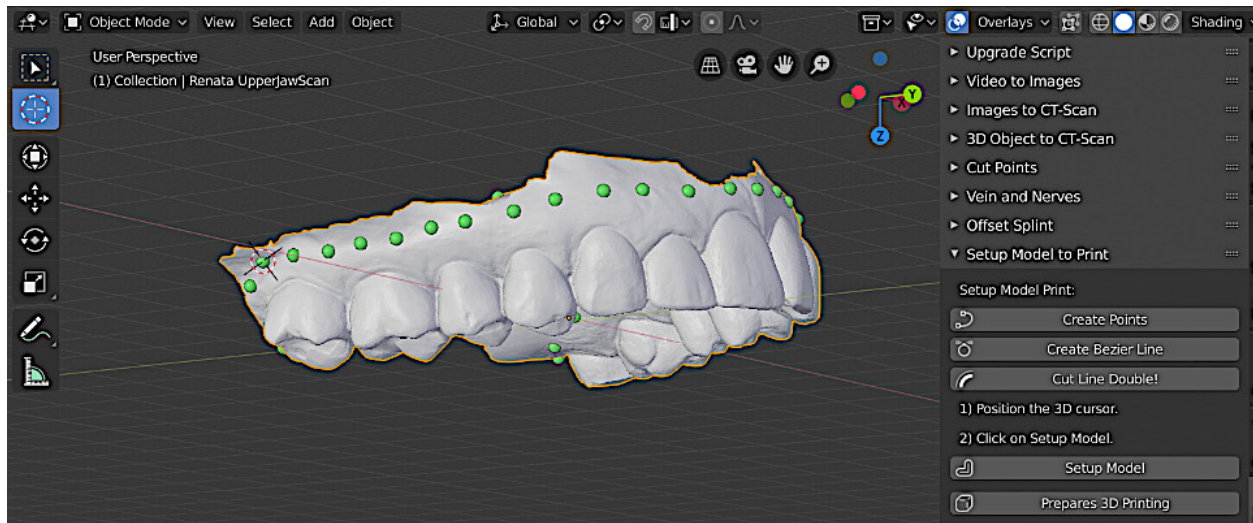 Object Mode View Select Add Object Global Overlays Shading
User Perspective
(1) Collection | Renata UpperJawScan
Y
X
Z
Upgrade Script
Video to Images
Images to CT-Scan
3D Object to CT-Scan
Cut Points
Vein and Nerves
Offset Splint
Setup Model to Print
Setup Model Print:
Create Points
Create Bezier Line
Cut Line Double!
1) Position the 3D cursor.
2) Click on Setup Model.
Setup Model
Prepares 3D Printing